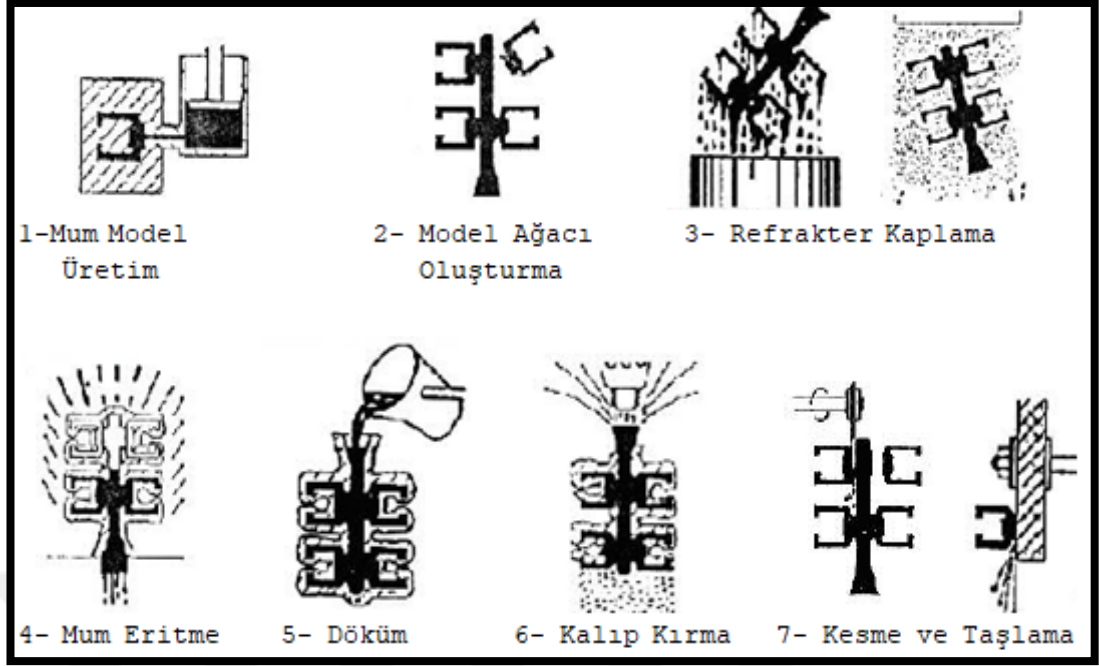 1-Mum Model
Üretim
2- Model Ağacı
Oluşturma
3- Refrakter Kaplama
4- Mum Eritme
5- Döküm
6- Kalıp Kırma
7- Kesme ve Taşlama